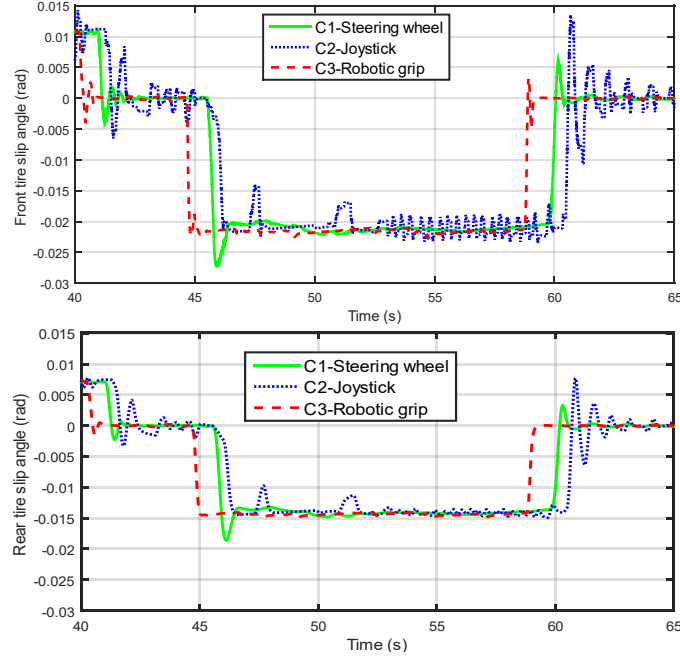 0.015
0.01
0.005
0
-0.005
-0.01
-0.015
-0.02
-0.025
-0.03
Front tire slip angle (rad)
C1-Steering wheel
C2-Joystick
C3-Robotic grip
40 45 50 55 60 65
Time (s)
0.015
0.01
0.005
0
-0.005
-0.01
-0.015
-0.02
-0.025
-0.03
Rear tire slip angle (rad)
C1-Steering wheel
C2-Joystick
C3-Robotic grip
40 45 50 55 60 65
Time (s)